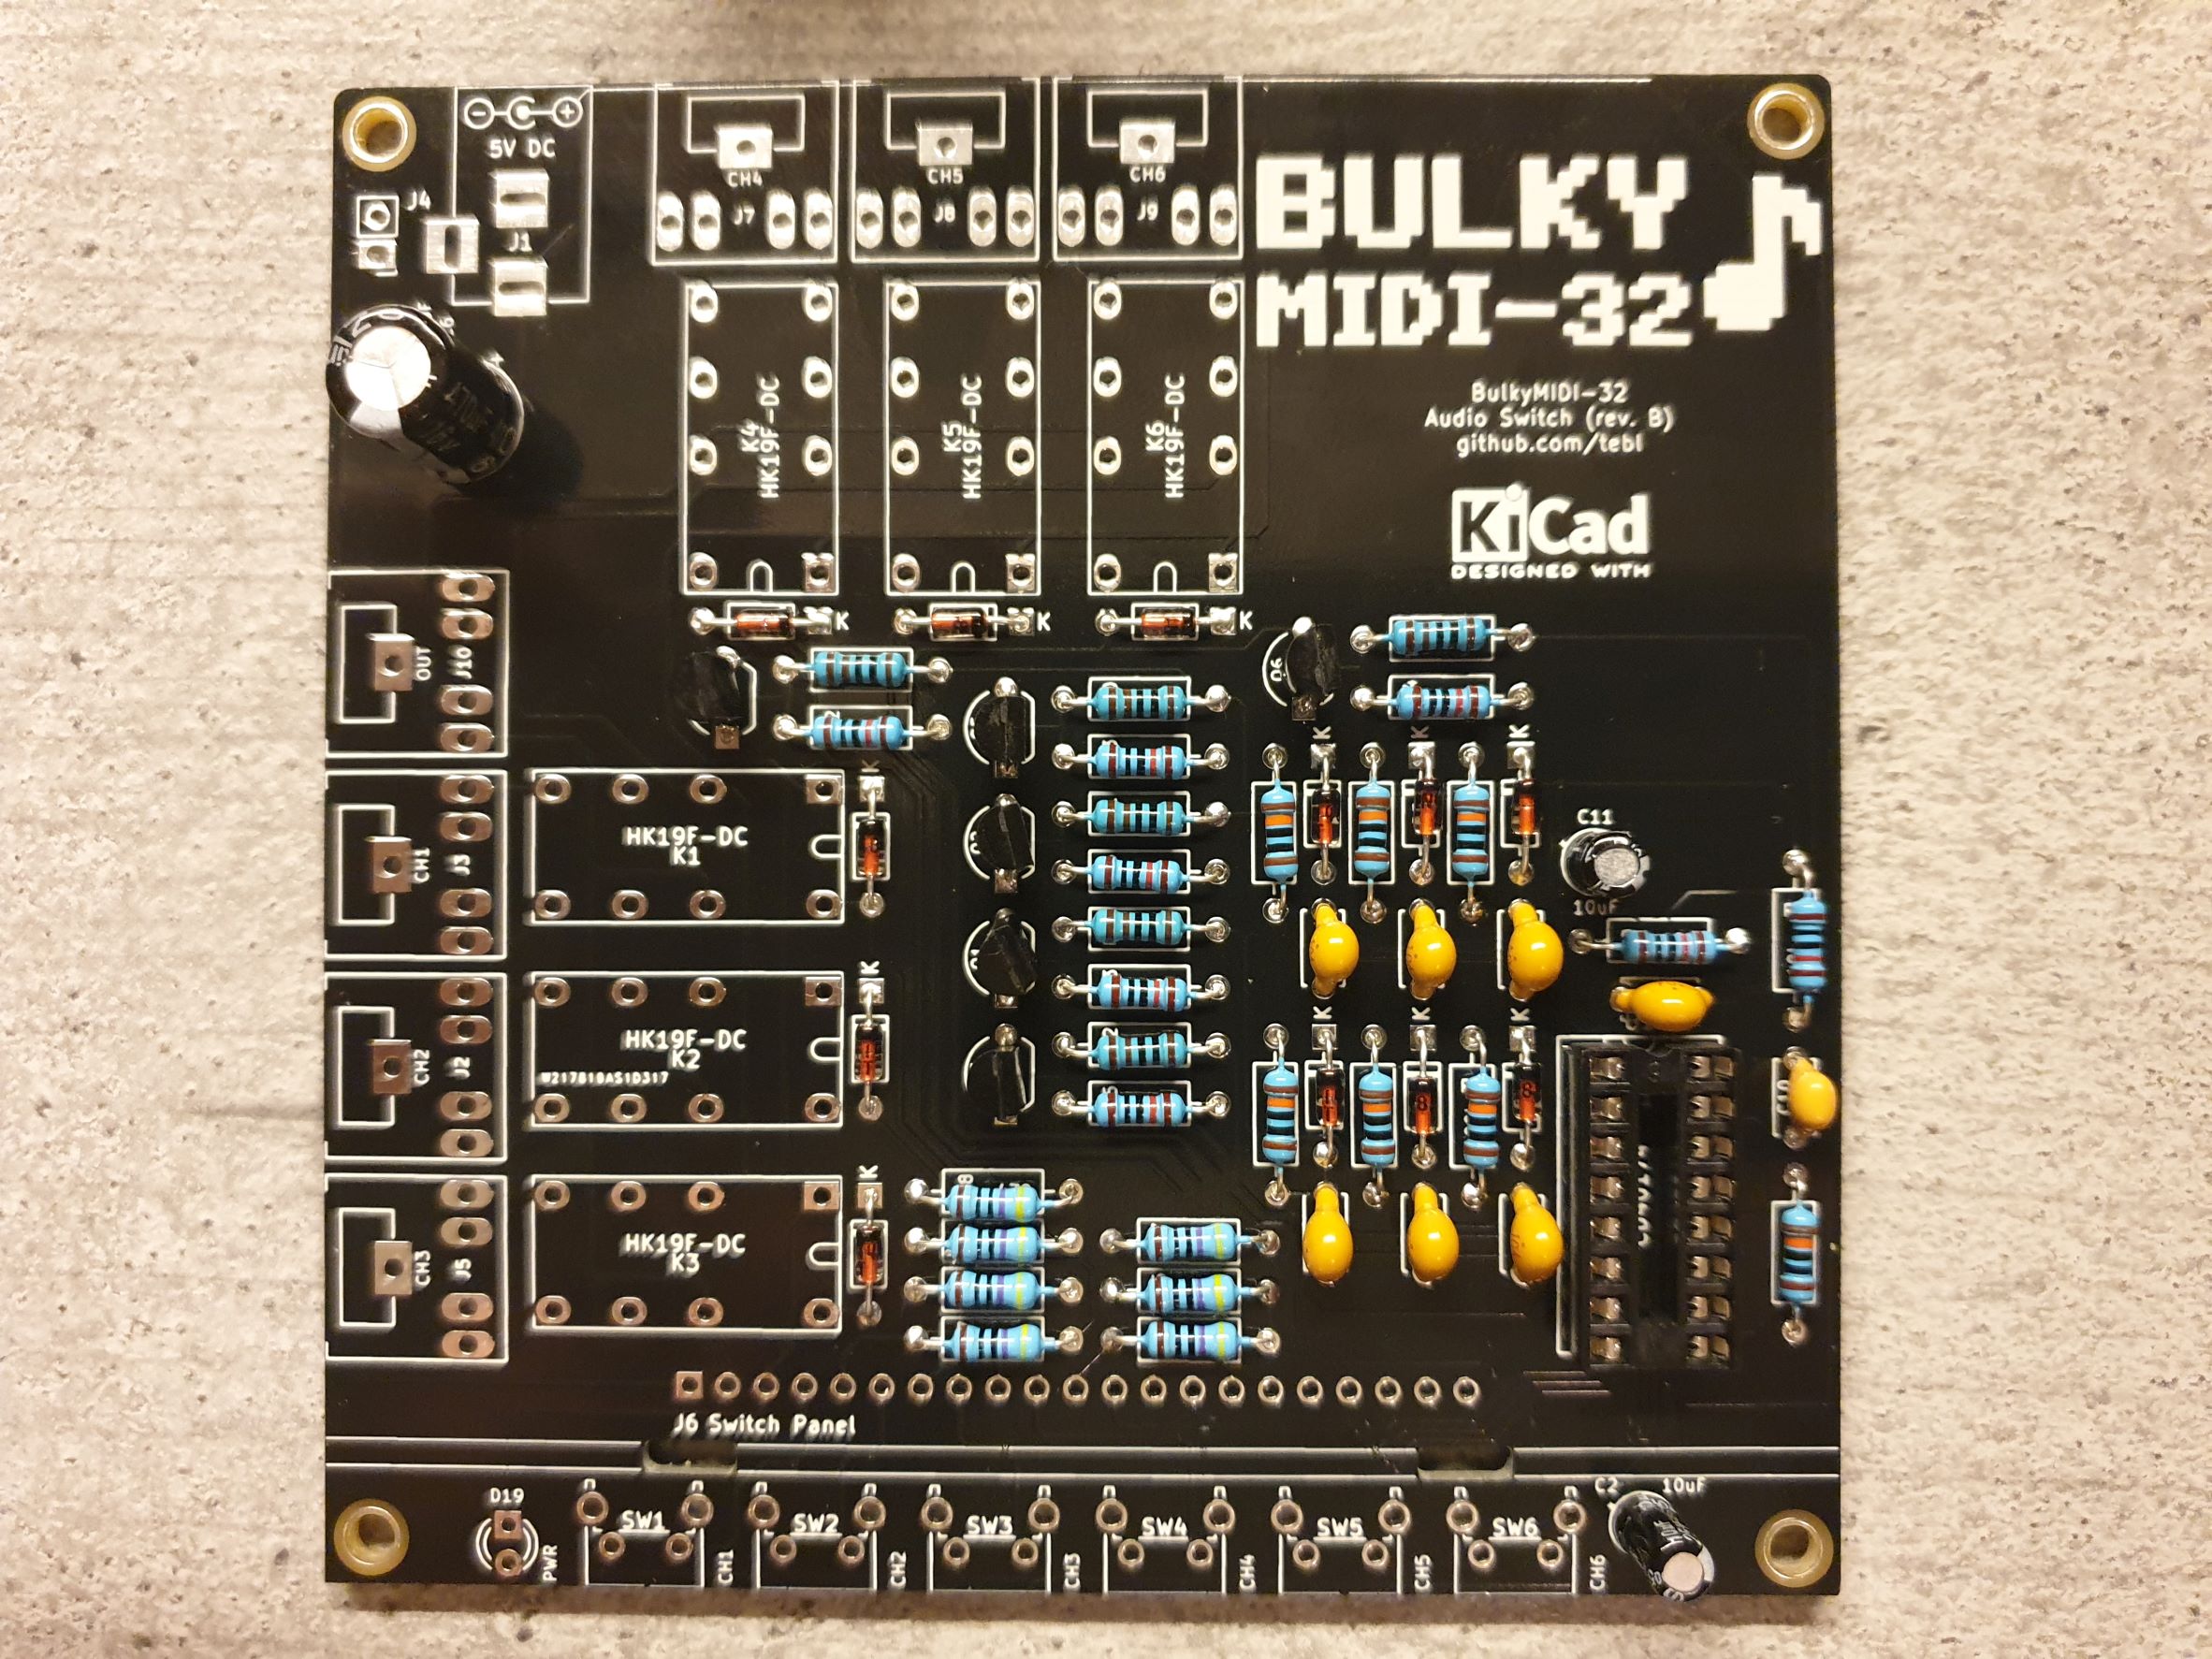 5V DC
J4
J1
CH4
J7
CH5
J8
CH6
J9
BULKY
MIDI-32
BulkyMIDI-32
Audio Switch (rev. B)
github.com/tebl
K4
HK19F-DC
K5
HK19F-DC
K6
HK19F-DC
KiCad
DESIGNED WITH
K
K
K
OUT
J10
Q6
K
K
K
K
CH1
J3
HK19F-DC
K1
C11
10uF
K
CH2
J2
HK19F-DC
K2
W217810AS1D317
K
K
K
CH3
J5
HK19F-DC
K3
K
J6 Switch Panel
D19
PWR
SW1
CH1
SW2
CH2
SW3
CH3
SW4
CH4
SW5
CH5
SW6
CH6
C2
10uF